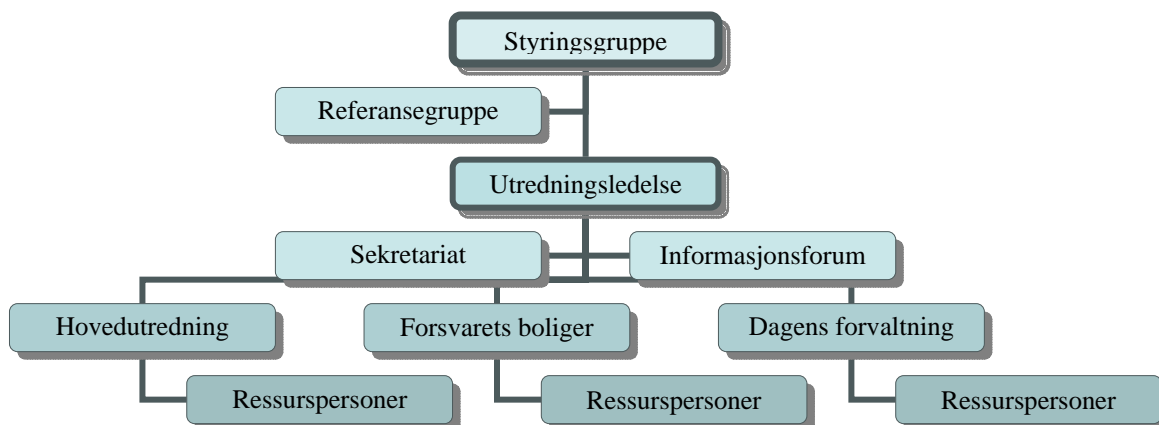 Styringsgruppe
Referansegruppe
Utredningsledelse
Sekretariat
Informasjonsforum
Hovedutredning
Forsvarets boliger
Dagens forvaltning
Ressurspersoner
Ressurspersoner
Ressurspersoner